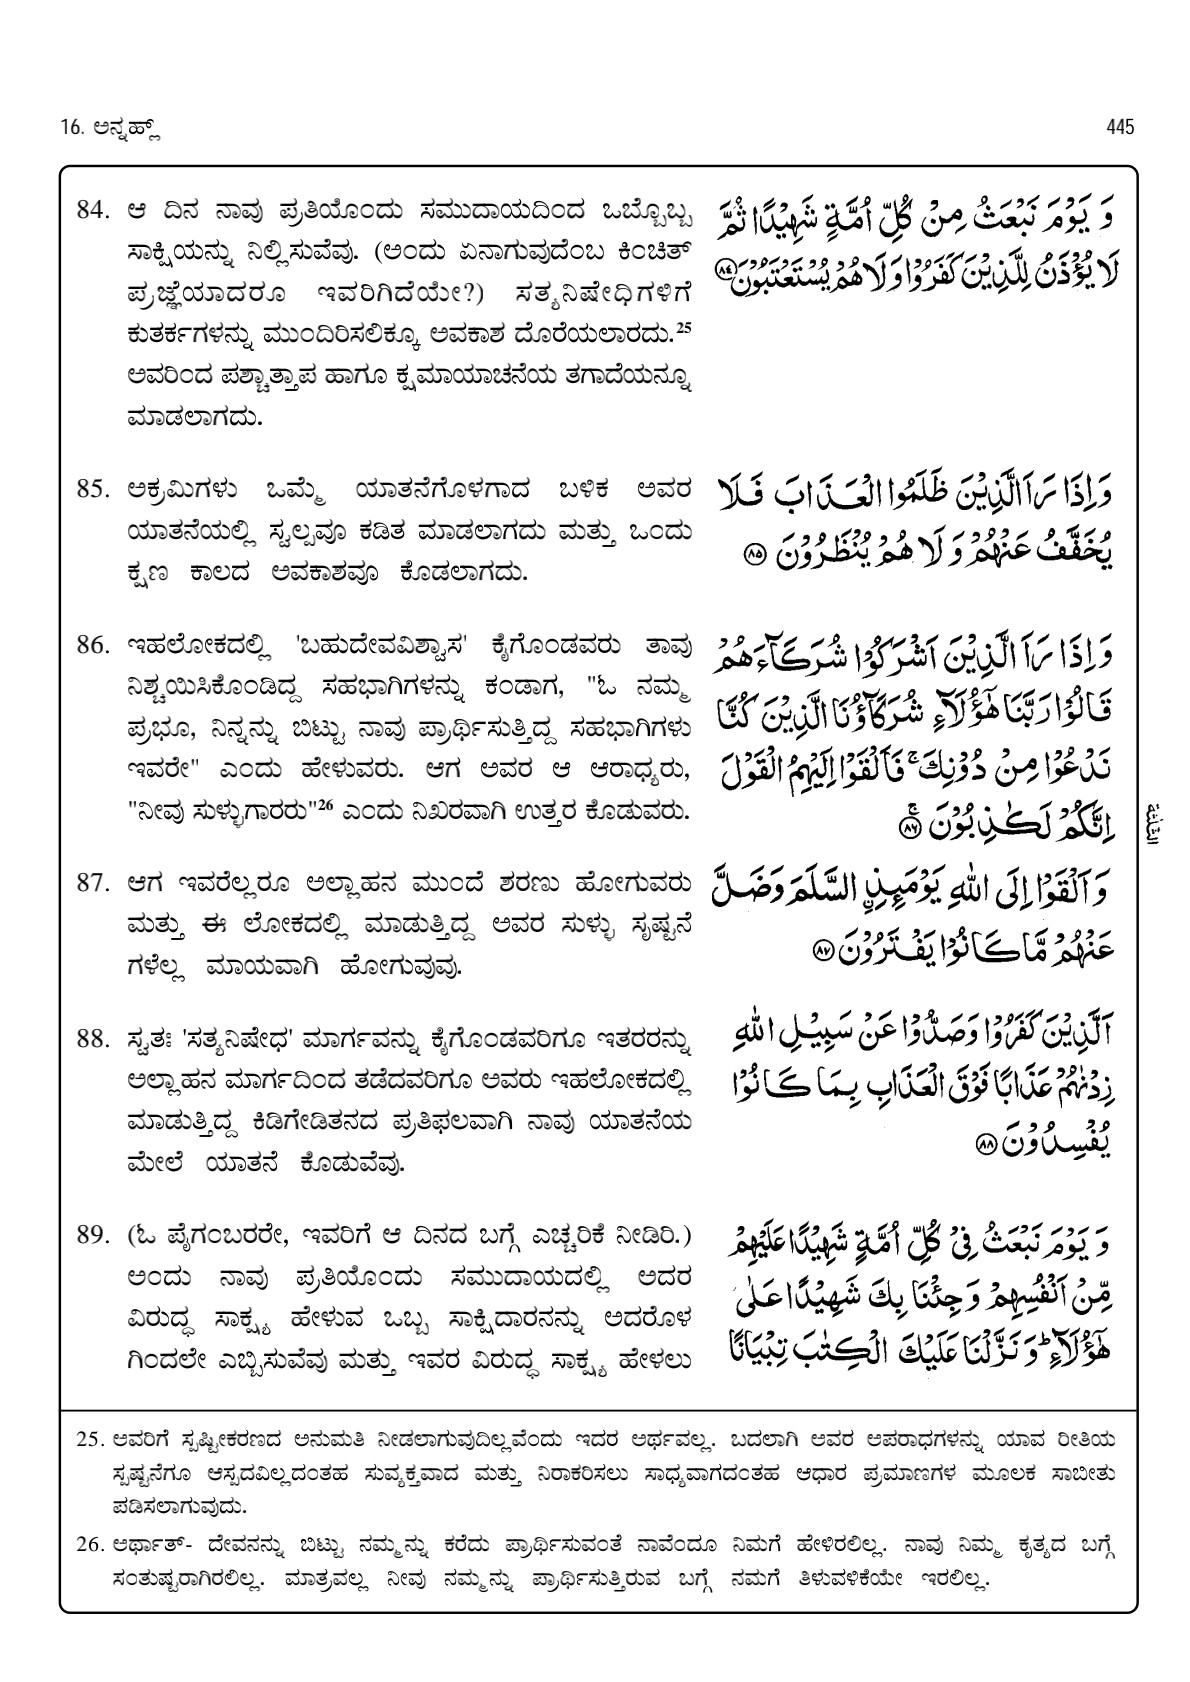 16. ಅನ್ನಹ್ಲ್
445
84. ಆ ದಿನ ನಾವು ಪ್ರತಿಯೊಂದು ಸಮುದಾಯದಿಂದ ಒಬ್ಬೊಬ್ಬ
ಸಾಕ್ಷಿಯನ್ನು ನಿಲ್ಲಿಸುವೆವು. (ಅಂದು ಏನಾಗುವುದೆಂಬ ಕಿಂಚಿತ್
ಪ್ರಜ್ಞೆಯಾದರೂ ಇವರಿಗಿದೆಯೇ?) ಸತ್ಯನಿಷೇಧಿಗಳಿಗೆ
ಕುತರ್ಕಗಳನ್ನು ಮುಂದಿರಿಸಲಿಕ್ಕೂ ಅವಕಾಶ ದೊರೆಯಲಾರದು.25
ಅವರಿಂದ ಪಶ್ಚಾತ್ತಾಪ ಹಾಗೂ ಕ್ಷಮಾಯಾಚನೆಯ ತಗಾದೆಯನ್ನೂ
ಮಾಡಲಾಗದು.
وَ يَوْمَ نَبْعَثُ مِنْ كُلِّ اُمَّةٍ شَهِيْدًا ثُمَّ
لَا يُؤْذَنُ لِلَّذِيْنَ كَفَرُوْا وَلَا هُمْ يُسْتَعْتَبُوْنَ ۝٨٤
85. ಅಕ್ರಮಿಗಳು ಒಮ್ಮೆ ಯಾತನೆಗೊಳಗಾದ ಬಳಿಕ ಅವರ
ಯಾತನೆಯಲ್ಲಿ ಸ್ವಲ್ಪವೂ ಕಡಿತ ಮಾಡಲಾಗದು ಮತ್ತು ಒಂದು
ಕ್ಷಣ ಕಾಲದ ಅವಕಾಶವೂ ಕೊಡಲಾಗದು.
وَ اِذَا رَاَ الَّذِيْنَ ظَلَمُوا الْعَذَابَ فَلَا
يُخَفَّفُ عَنْهُمْ وَ لَا هُمْ يُنْظَرُوْنَ ۝٨٥
86. ಇಹಲೋಕದಲ್ಲಿ 'ಬಹುದೇವವಿಶ್ವಾಸ' ಕೈಗೊಂಡವರು ತಾವು
ನಿಶ್ಚಯಿಸಿಕೊಂಡಿದ್ದ ಸಹಭಾಗಿಗಳನ್ನು ಕಂಡಾಗ, "ಓ ನಮ್ಮ
ಪ್ರಭೂ, ನಿನ್ನನ್ನು ಬಿಟ್ಟು ನಾವು ಪ್ರಾರ್ಥಿಸುತ್ತಿದ್ದ ಸಹಭಾಗಿಗಳು
ಇವರೇ" ಎಂದು ಹೇಳುವರು. ಆಗ ಅವರ ಆ ಆರಾಧ್ಯರು,
"ನೀವು ಸುಳ್ಳುಗಾರರು"26 ಎಂದು ನಿಖರವಾಗಿ ಉತ್ತರ ಕೊಡುವರು.
وَ اِذَا رَاَ الَّذِيْنَ اَشْرَكُوْا شُرَكَآءَهُمْ
قَالُوْا رَبَّنَا هٰٓؤُلَآءِ شُرَكَآؤُنَا الَّذِيْنَ كُنَّا
نَدْعُوْا مِنْ دُوْنِكَ ۚ فَاَلْقَوْا اِلَيْهِمُ الْقَوْلَ
اِنَّكُمْ لَكٰذِبُوْنَ ۝٨٦
87. ಆಗ ಇವರೆಲ್ಲರೂ ಅಲ್ಲಾಹನ ಮುಂದೆ ಶರಣು ಹೋಗುವರು
ಮತ್ತು ಈ ಲೋಕದಲ್ಲಿ ಮಾಡುತ್ತಿದ್ದ ಅವರ ಸುಳ್ಳು ಸೃಷ್ಟನೆ
ಗಳೆಲ್ಲ ಮಾಯವಾಗಿ ಹೋಗುವುವು.
وَ اَلْقَوْا اِلَى اللّٰهِ يَوْمَئِذِ ۨالسَّلَمَ وَ ضَلَّ
عَنْهُمْ مَّا كَانُوْا يَفْتَرُوْنَ ۝٨٧
88. ಸ್ವತಃ 'ಸತ್ಯನಿಷೇಧ' ಮಾರ್ಗವನ್ನು ಕೈಗೊಂಡವರಿಗೂ ಇತರರನ್ನು
ಅಲ್ಲಾಹನ ಮಾರ್ಗದಿಂದ ತಡೆದವರಿಗೂ ಅವರು ಇಹಲೋಕದಲ್ಲಿ
ಮಾಡುತ್ತಿದ್ದ ಕಿಡಿಗೇಡಿತನದ ಪ್ರತಿಫಲವಾಗಿ ನಾವು ಯಾತನೆಯ
ಮೇಲೆ ಯಾತನೆ ಕೊಡುವೆವು.
اَلَّذِيْنَ كَفَرُوْا وَ صَدُّوْا عَنْ سَبِيْلِ اللّٰهِ
زِدْنٰهُمْ عَذَابًا فَوْقَ الْعَذَابِ بِمَا كَانُوْا
يُفْسِدُوْنَ ۝٨٨
89. (ಓ ಪೈಗಂಬರರೇ, ಇವರಿಗೆ ಆ ದಿನದ ಬಗ್ಗೆ ಎಚ್ಚರಿಕೆ ನೀಡಿರಿ.)
ಅಂದು ನಾವು ಪ್ರತಿಯೊಂದು ಸಮುದಾಯದಲ್ಲಿ ಅದರ
ವಿರುದ್ಧ ಸಾಕ್ಷ್ಯ ಹೇಳುವ ಒಬ್ಬ ಸಾಕ್ಷಿದಾರನನ್ನು ಅದರೊಳ
ಗಿಂದಲೇ ಎಬ್ಬಿಸುವೆವು ಮತ್ತು ಇವರ ವಿರುದ್ಧ ಸಾಕ್ಷ್ಯ ಹೇಳಲು
وَ يَوْمَ نَبْعَثُ فِيْ كُلِّ اُمَّةٍ شَهِيْدًا عَلَيْهِمْ
مِّنْ اَنْفُسِهِمْ وَ جِئْنَا بِكَ شَهِيْدًا عَلٰى
هٰٓؤُلَآءِ ؕ وَ نَزَّلْنَا عَلَيْكَ الْكِتٰبَ تِبْيَانًا
25. ಅವರಿಗೆ ಸ್ಪಷ್ಟೀಕರಣದ ಅನುಮತಿ ನೀಡಲಾಗುವುದಿಲ್ಲವೆಂದು ಇದರ ಅರ್ಥವಲ್ಲ. ಬದಲಾಗಿ ಅವರ ಅಪರಾಧಗಳನ್ನು ಯಾವ ರೀತಿಯ
ಸ್ಪಷ್ಟನೆಗೂ ಆಸ್ಪದವಿಲ್ಲದಂತಹ ಸುವ್ಯಕ್ತವಾದ ಮತ್ತು ನಿರಾಕರಿಸಲು ಸಾಧ್ಯವಾಗದಂತಹ ಆಧಾರ ಪ್ರಮಾಣಗಳ ಮೂಲಕ ಸಾಬೀತು
ಪಡಿಸಲಾಗುವುದು.
26. ಅರ್ಥಾತ್- ದೇವನನ್ನು ಬಿಟ್ಟು ನಮ್ಮನ್ನು ಕರೆದು ಪ್ರಾರ್ಥಿಸುವಂತೆ ನಾವೆಂದೂ ನಿಮಗೆ ಹೇಳಿರಲಿಲ್ಲ. ನಾವು ನಿಮ್ಮ ಕೃತ್ಯದ ಬಗ್ಗೆ
ಸಂತುಷ್ಟರಾಗಿರಲಿಲ್ಲ. ಮಾತ್ರವಲ್ಲ ನೀವು ನಮ್ಮನ್ನು ಪ್ರಾರ್ಥಿಸುತ್ತಿರುವ ಬಗ್ಗೆ ನಮಗೆ ತಿಳುವಳಿಕೆಯೇ ಇರಲಿಲ್ಲ.